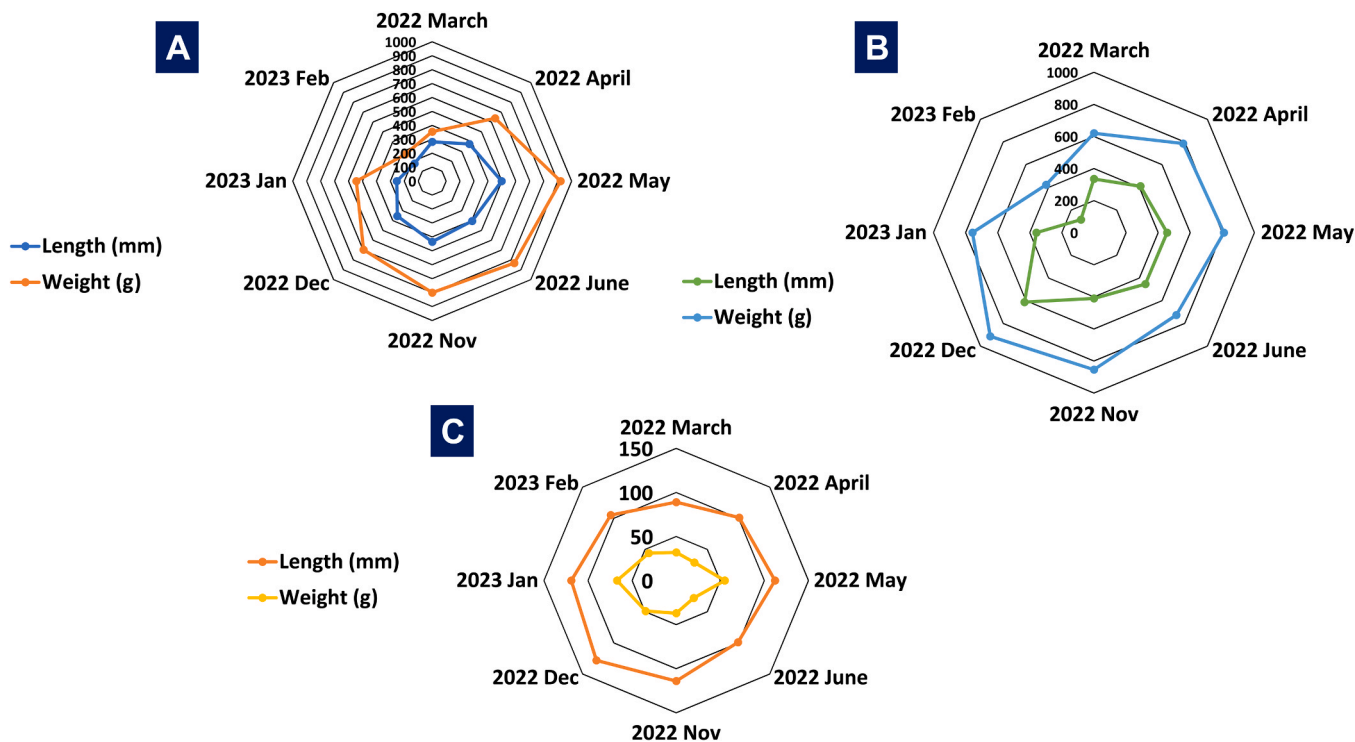 A
2022 March
1000
900
800
700
600
500
400
300
200
100
0
2022 April
2022 May
2022 June
2022 Nov
2022 Dec
2023 Jan
2023 Feb
Length (mm)
Weight (g)
B
2022 March
1000
800
600
400
200
0
2022 April
2022 May
2022 June
2022 Nov
2022 Dec
2023 Jan
2023 Feb
Length (mm)
Weight (g)
C
2022 March
150
100
50
0
2022 April
2022 May
2022 June
2022 Nov
2022 Dec
2023 Jan
2023 Feb
Length (mm)
Weight (g)